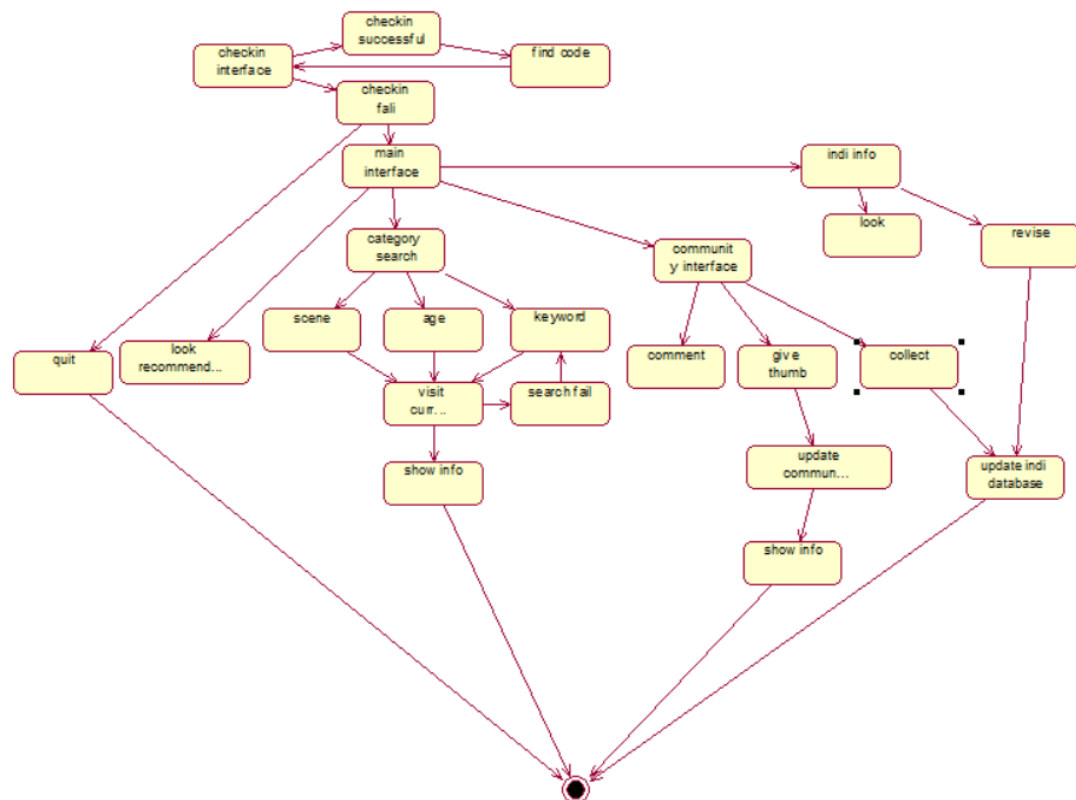 checkin
successful
checkin
interface
find code
checkin
fali
main
interface
indi info
look
revise
category
search
communit
y interface
scene
age
keyword
quit
look
recommend...
comment
give
thumb
collect
visit
curr...
search fail
show info
update
commun...
update indi
database
show info